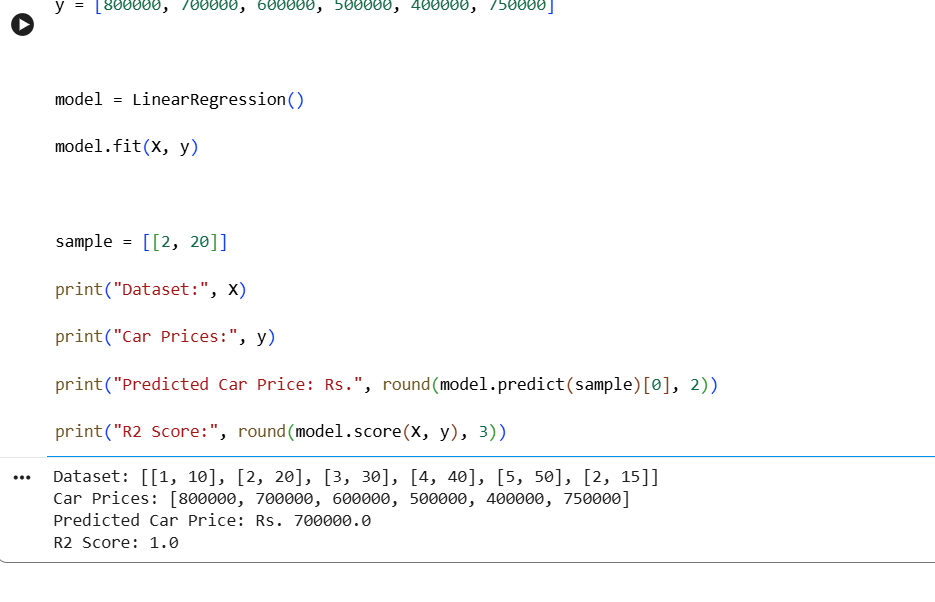 y = [800000, 700000, 600000, 500000, 400000, 750000]
model = LinearRegression()
model.fit(X, y)
sample = [[2, 20]]
print("Dataset:", X)
print("Car Prices:", y)
print("Predicted Car Price: Rs.", round(model.predict(sample)[0], 2))
print("R2 Score:", round(model.score(X, y), 3))
Dataset: [[1, 10], [2, 20], [3, 30], [4, 40], [5, 50], [2, 15]]
Car Prices: [800000, 700000, 600000, 500000, 400000, 750000]
Predicted Car Price: Rs. 700000.0
R2 Score: 1.0